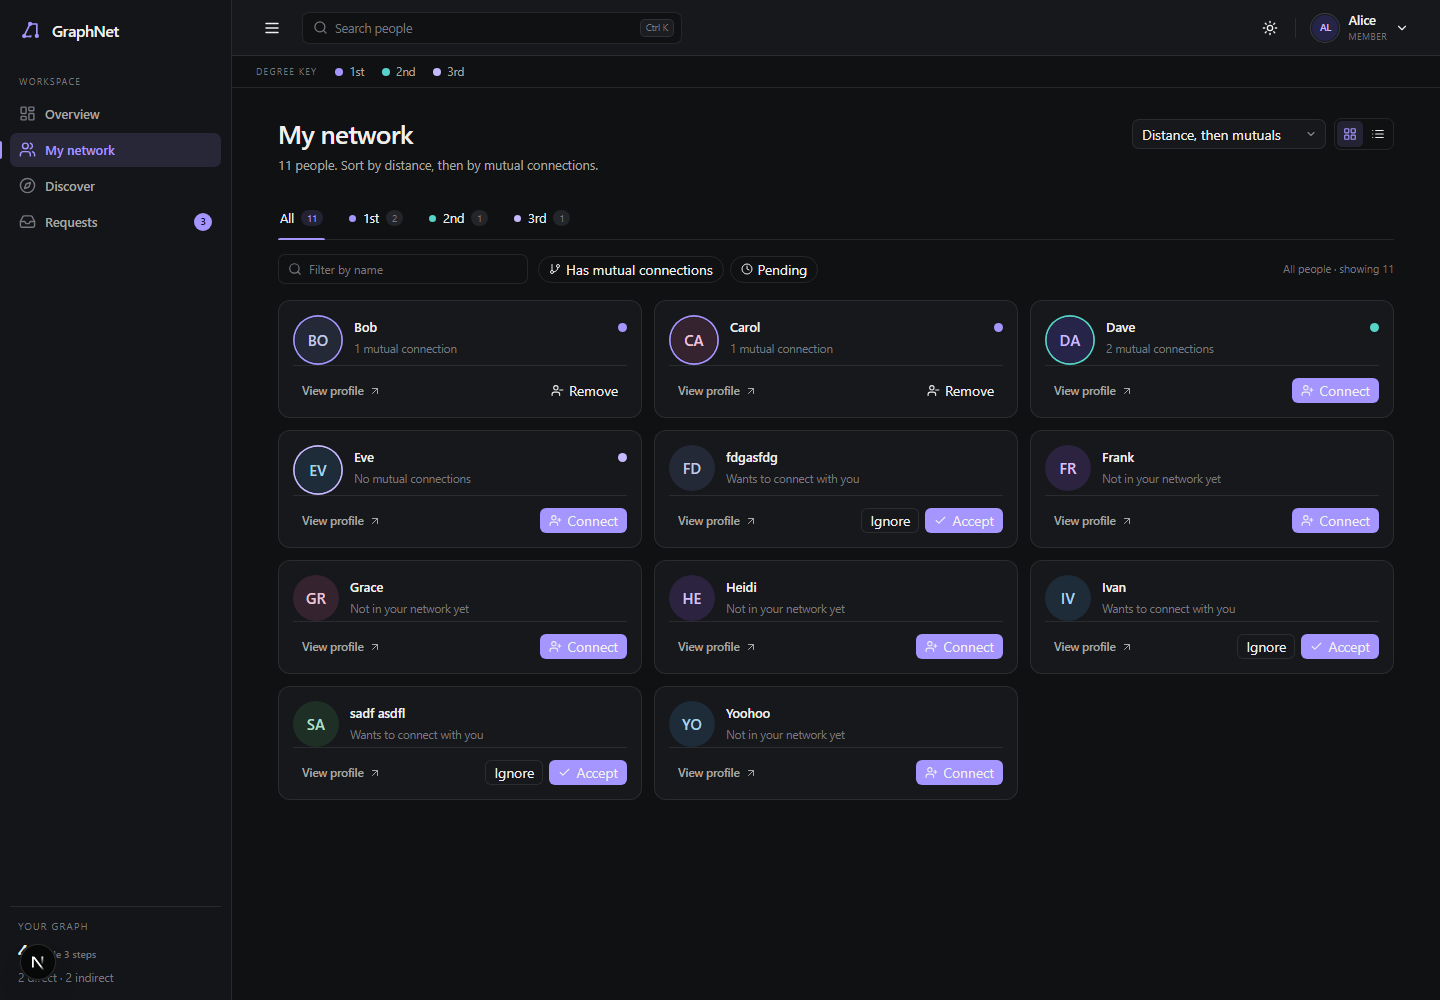 GraphNet
Search people
Ctrl K
AL
Alice
MEMBER
WORKSPACE
Overview
My network
Discover
Requests
3
DEGREE KEY
1st
2nd
3rd
My network
11 people. Sort by distance, then by mutual connections.
Distance, then mutuals
All 11
1st 2
2nd 1
3rd 1
Filter by name
Has mutual connections
Pending
All people · showing 11
BO
Bob
1 mutual connection
View profile
Remove
CA
Carol
1 mutual connection
View profile
Remove
DA
Dave
2 mutual connections
View profile
Connect
EV
Eve
No mutual connections
View profile
Connect
FD
fdgasfdg
Wants to connect with you
View profile
Ignore
Accept
FR
Frank
Not in your network yet
View profile
Connect
GR
Grace
Not in your network yet
View profile
Connect
HE
Heidi
Not in your network yet
View profile
Connect
IV
Ivan
Wants to connect with you
View profile
Ignore
Accept
SA
sadf asdfl
Wants to connect with you
View profile
Ignore
Accept
YO
Yoohoo
Not in your network yet
View profile
Connect
YOUR GRAPH
3 steps
N
2 · 2 indirect